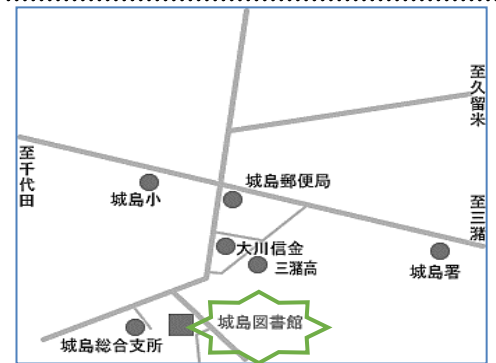 至久留米
至千代田
城島郵便局
城島小
至三潴
大川信金
三潴高
城島署
城島図書館
城島総合支所